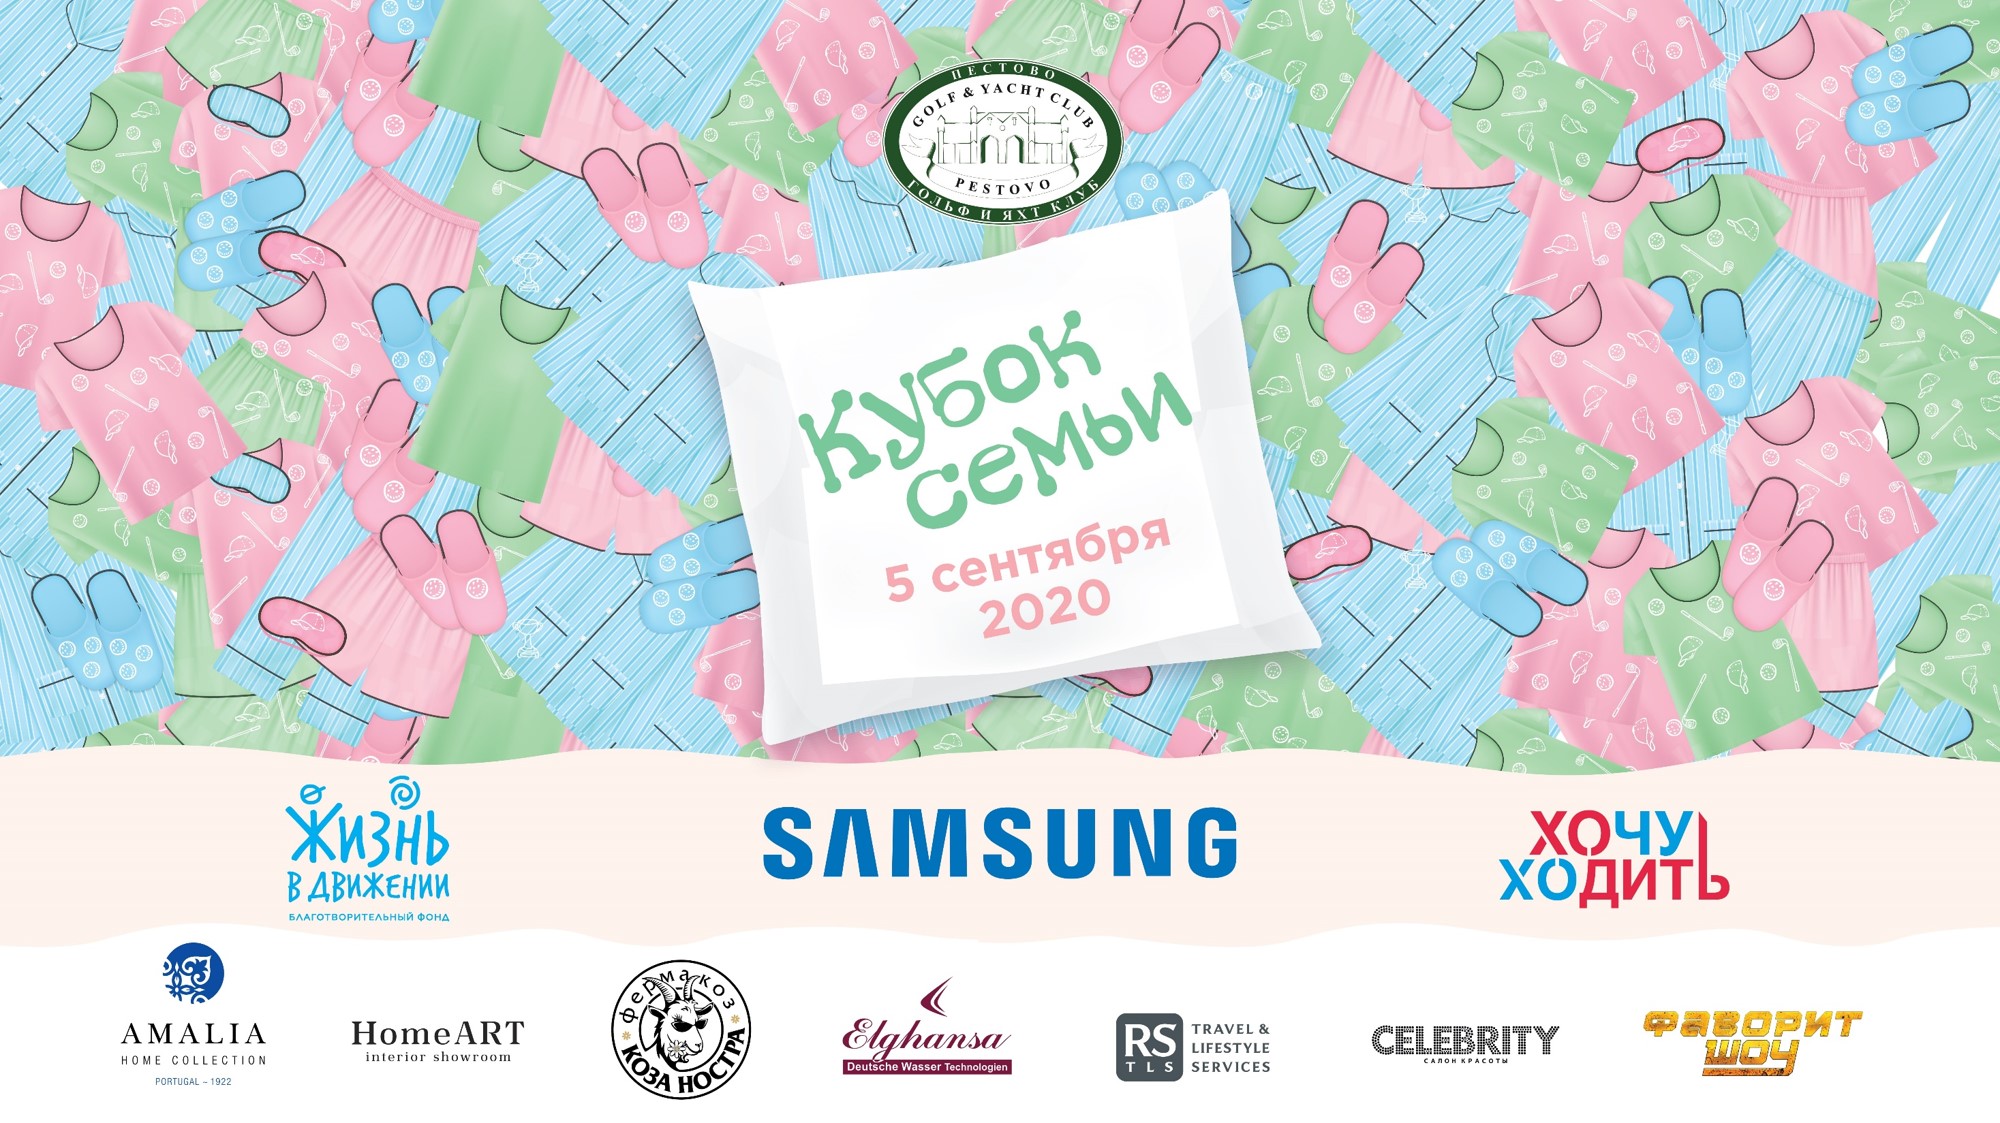 ПЕСТОВО
GOLF & YACHT CLUB
PESTOVO
ГОЛЬФ И ЯХТ КЛУБ
Кубок
семьи
5 сентября
2020
Жизнь
в движении
БЛАГОТВОРИТЕЛЬНЫЙ ФОНД
SAMSUNG
ХОЧУ
ХОДИТЬ
AMALIA
HOME COLLECTION
PORTUGAL – 1922
HomeART
interior showroom
ферма коз
КОЗА НОСТРА
Elghansa
Deutsche Wasser Technologien
RS
TLS
TRAVEL &
LIFESTYLE
SERVICES
CELEBRITY
САЛОН КРАСОТЫ
ФАВОРИТ
ШОУ